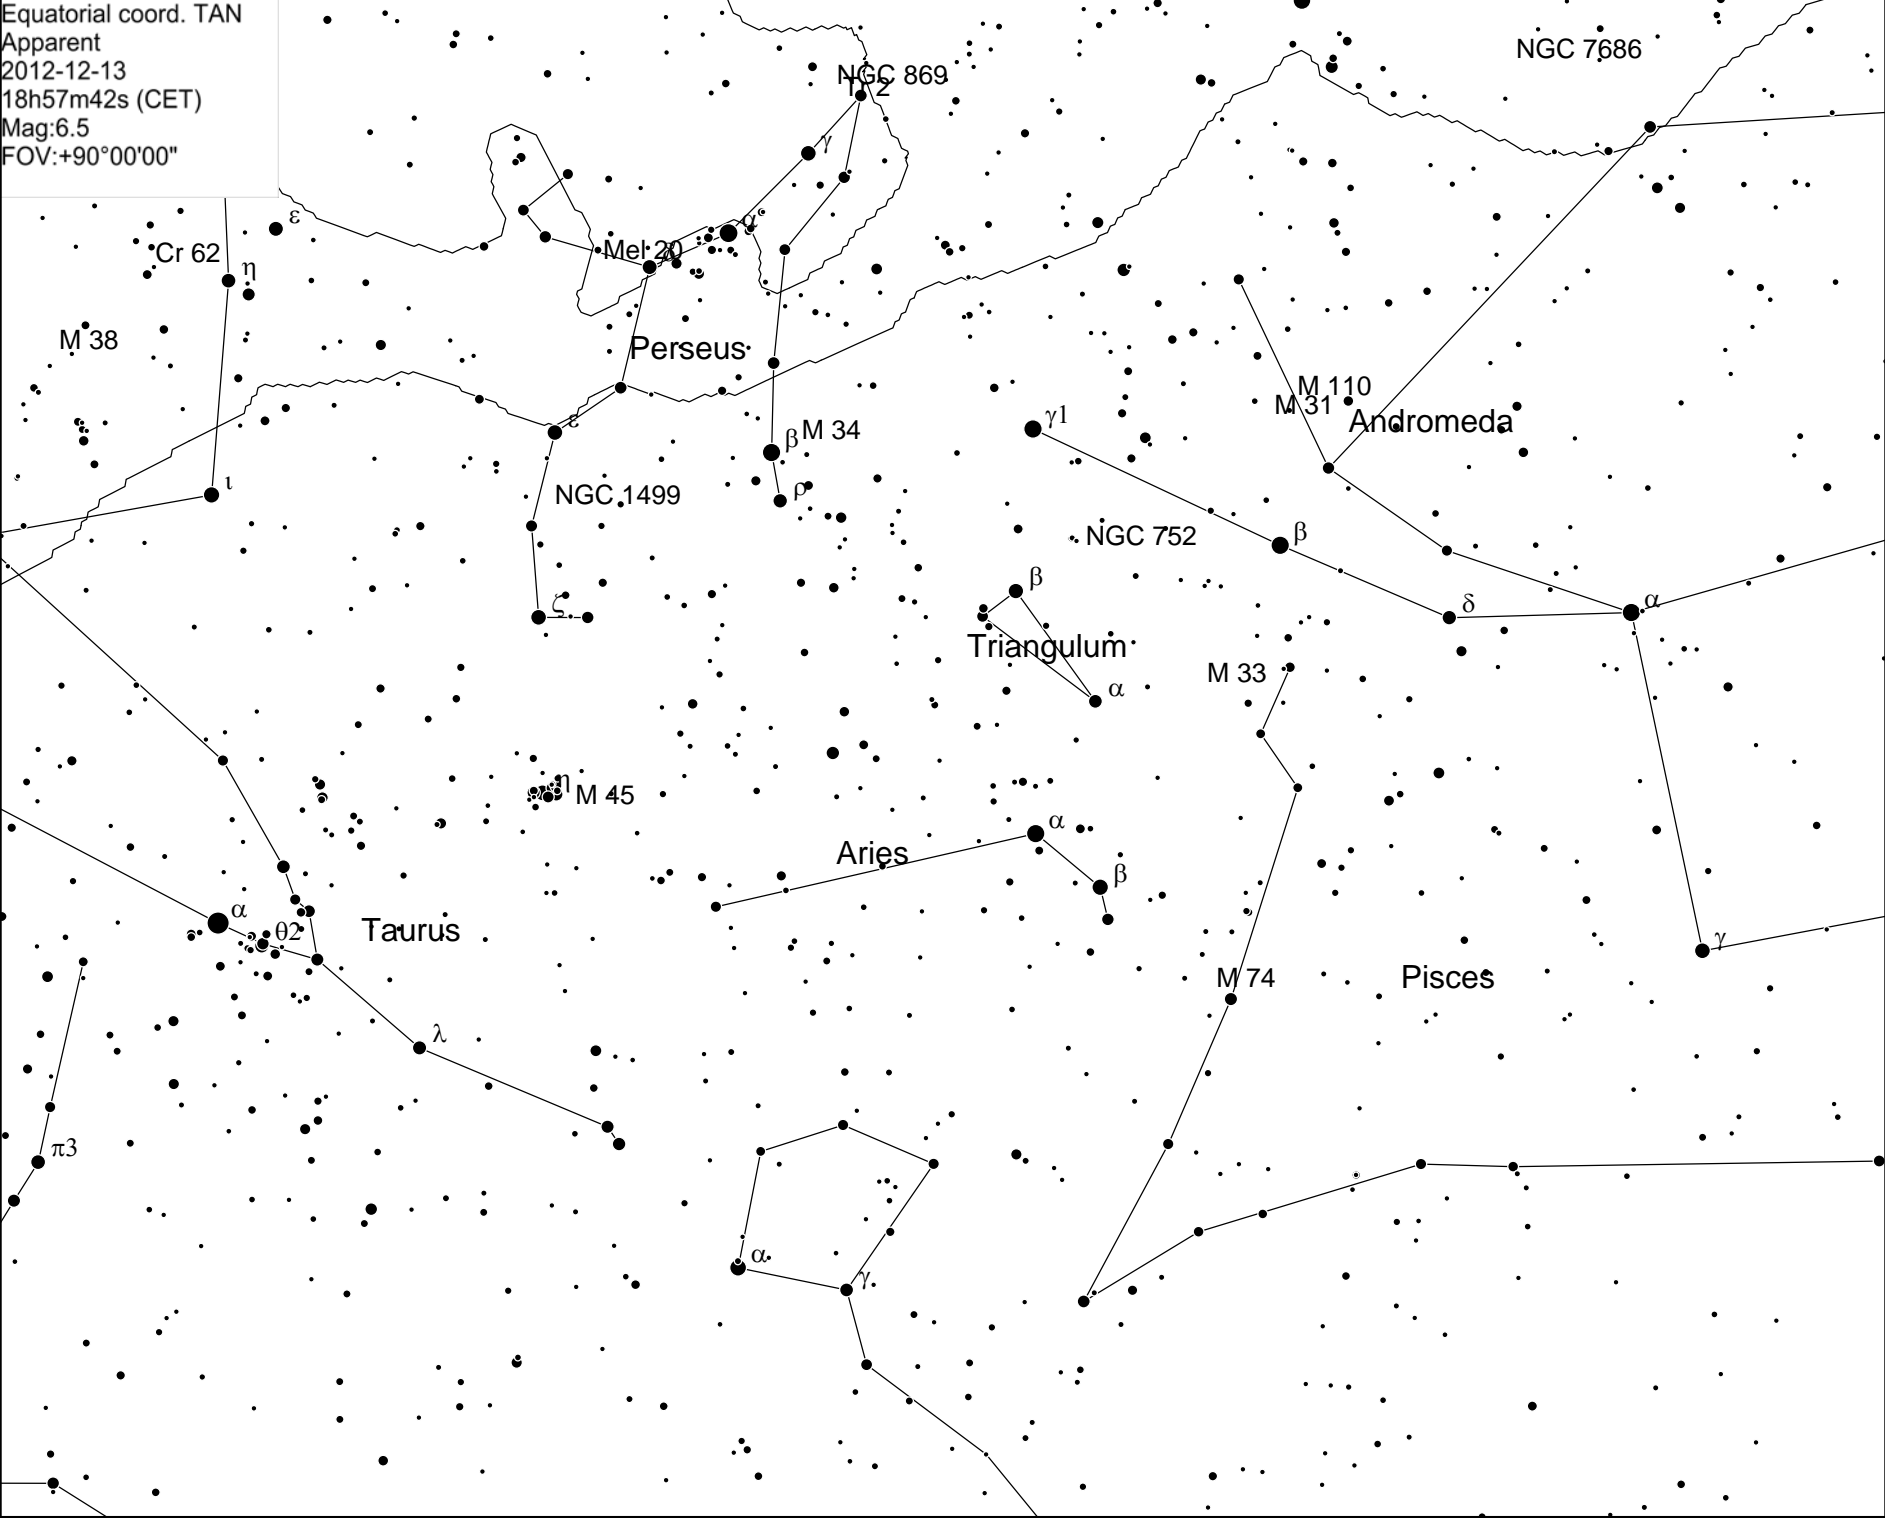 Equatorial coord. TAN
Apparent
2012-12-13
18h57m42s (CET)
Mag:6.5
FOV:+90°00'00"
NGC 7686
NGC 869
Tr 2
γ
ε
α
Cr 62
Mel 20
δ
η
M 38
Perseus
M 110
M 31
Andromeda
γ1
ε
β
M 34
ι
NGC 1499
ρ
NGC 752
β
β
ζ
δ
α
Triangulum
M 33
α
η
M 45
α
Aries
β
α
θ2
Taurus
γ
M 74
Pisces
λ
π3
α
γ